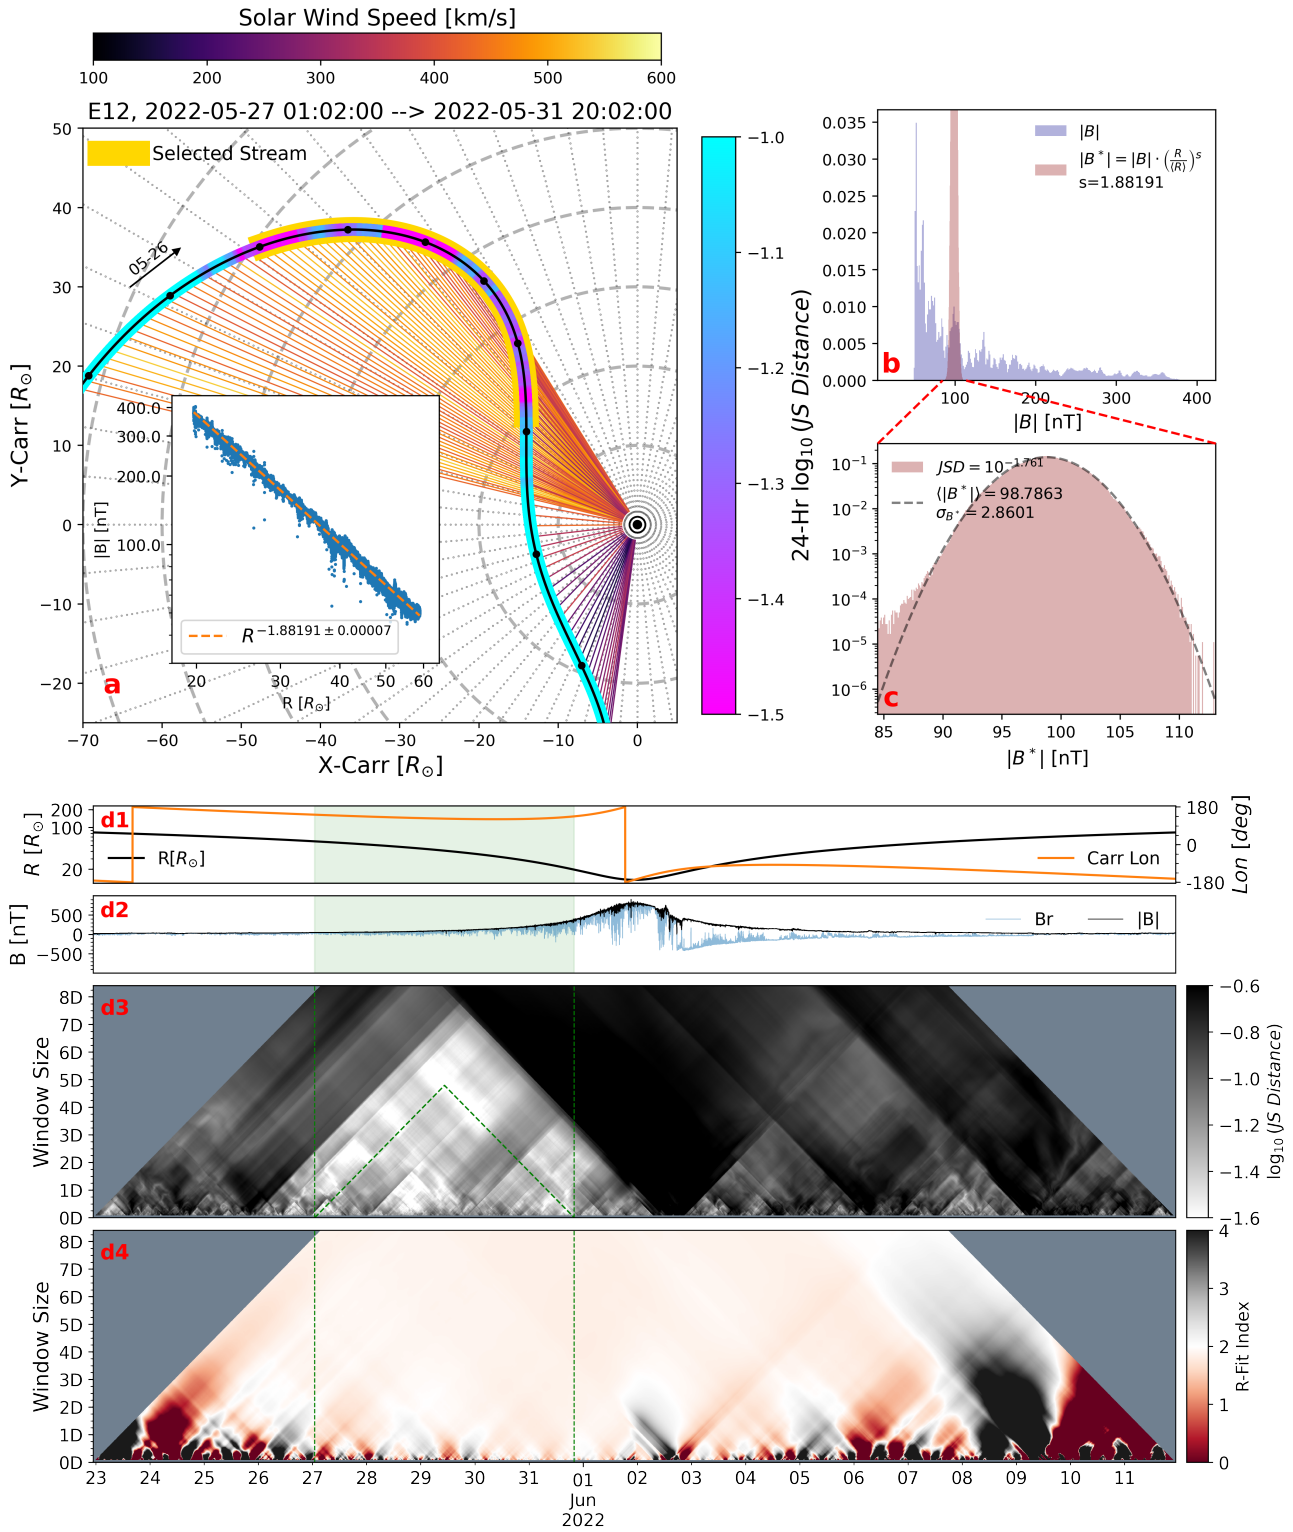 Solar Wind Speed [km/s]
100 200 300 400 500 600
E12, 2022-05-27 01:02:00 --> 2022-05-31 20:02:00
Selected Stream
05-26
50
40
30
20
10
0
−10
−20
Y-Carr [R☉]
−70 −60 −50 −40 −30 −20 −10 0
X-Carr [R☉]
a
400.0
300.0
200.0
100.0
|B| [nT]
R^−1.88191 ± 0.00007
20 30 40 50 60
R [R☉]
−1.0
−1.1
−1.2
−1.3
−1.4
−1.5
24-Hr log₁₀(JS Distance)
0.035
0.030
0.025
0.020
0.015
0.010
0.005
0.000
|B|
|B*| = |B| · (R/⟨R⟩)^s
s=1.88191
b
100 200 300 400
|B| [nT]
10⁻¹
10⁻²
10⁻³
10⁻⁴
10⁻⁵
10⁻⁶
JSD = 10^−1.761
⟨|B*|⟩ = 98.7863
σ_B* = 2.8601
c
85 90 95 100 105 110
|B*| [nT]
d1
200
100
20
R [R☉]
R[R☉]
Carr Lon
180
0
-180
Lon [deg]
d2
500
0
−500
B [nT]
Br |B|
d3
8D
7D
6D
5D
4D
3D
2D
1D
0D
Window Size
−0.6
−0.8
−1.0
−1.2
−1.4
−1.6
log₁₀(JS Distance)
d4
8D
7D
6D
5D
4D
3D
2D
1D
0D
Window Size
4
3
2
1
0
R-Fit Index
23 24 25 26 27 28 29 30 31 01 02 03 04 05 06 07 08 09 10 11
Jun
2022